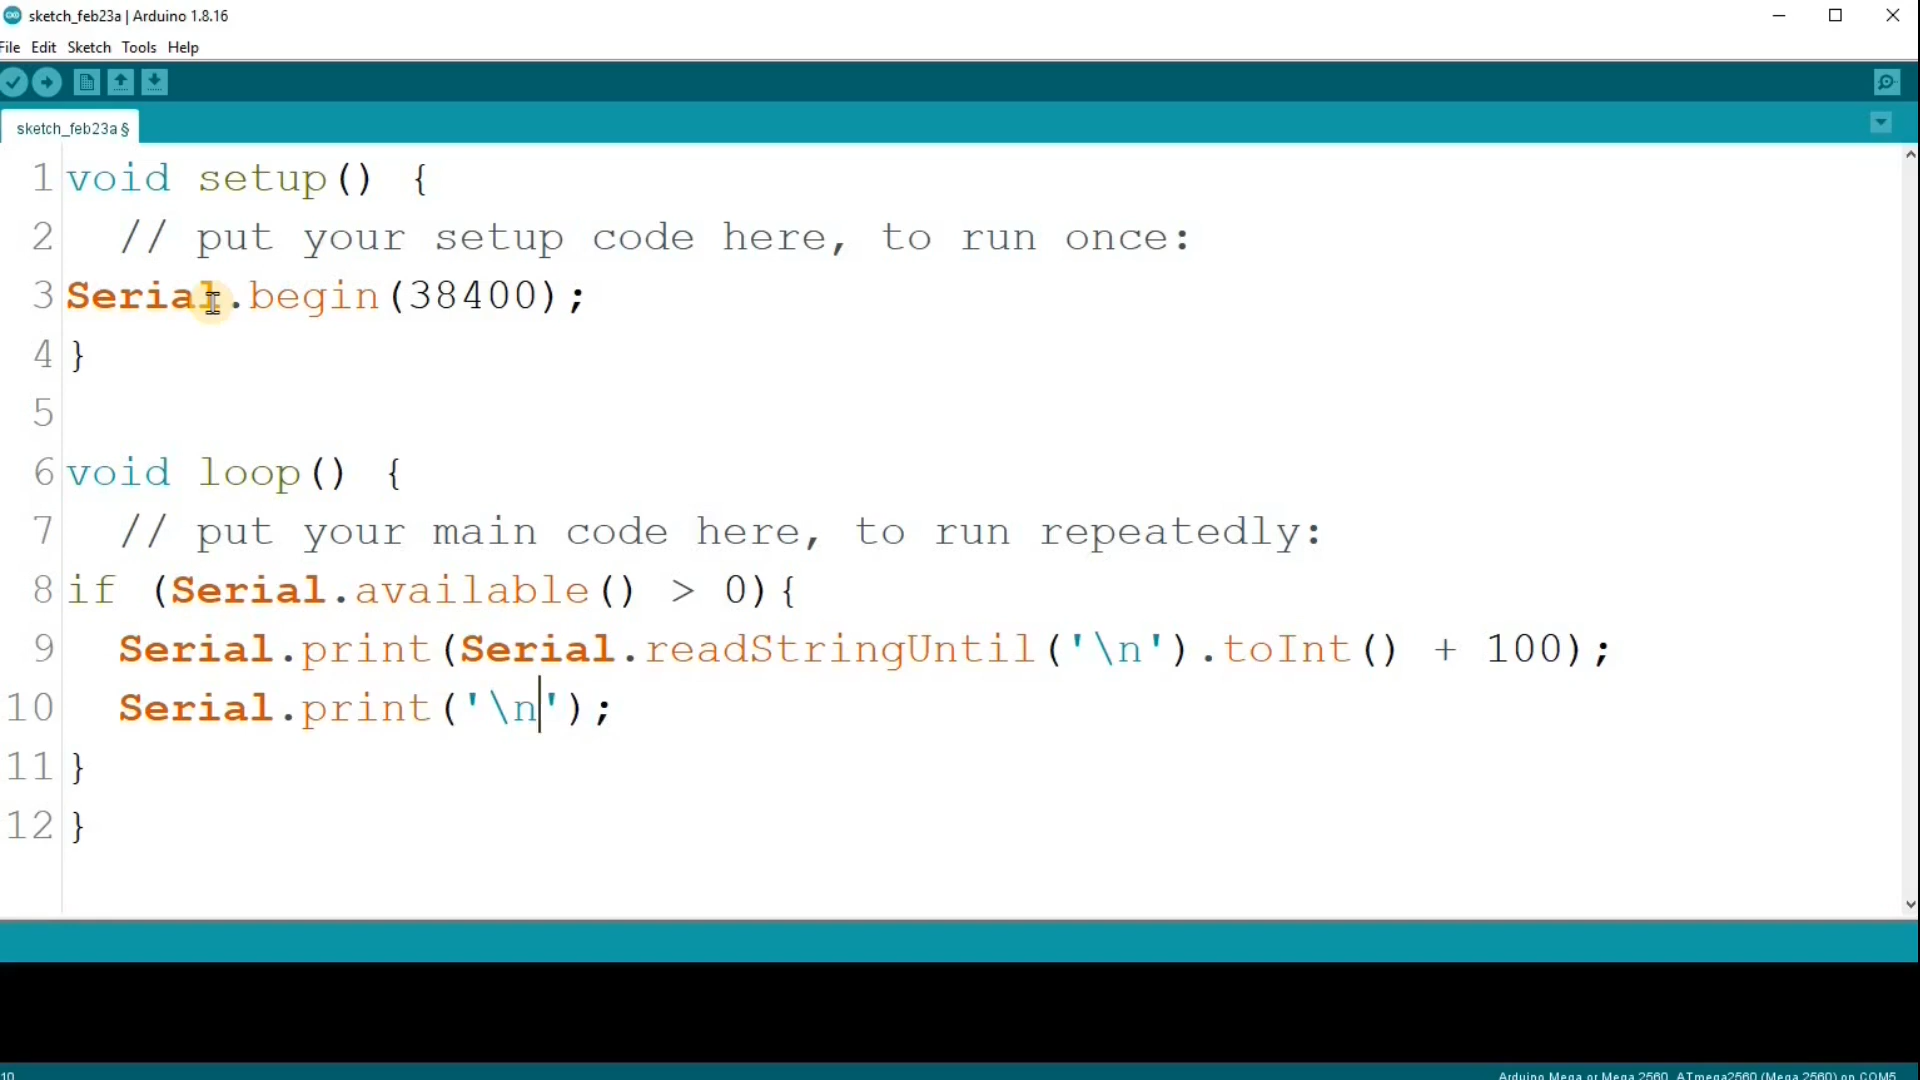 sketch_feb23a | Arduino 1.8.16
File Edit Sketch Tools Help
sketch_feb23a §
1 void setup() {
2   // put your setup code here, to run once:
3 Serial.begin(38400);
4 }
5
6 void loop() {
7   // put your main code here, to run repeatedly:
8 if (Serial.available() > 0){
9   Serial.print(Serial.readStringUntil('\n').toInt() + 100);
10   Serial.print('\n');
11 }
12 }
10 Arduino Mega or Mega 2560, ATmega2560 (Mega 2560) on COM5